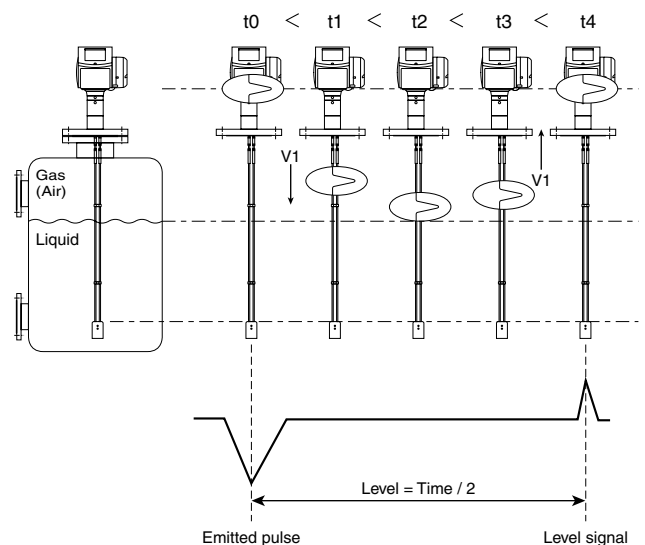 t0 < t1 < t2 < t3 < t4
V1
V1
Gas
(Air)
Liquid
Level = Time / 2
Emitted pulse
Level signal